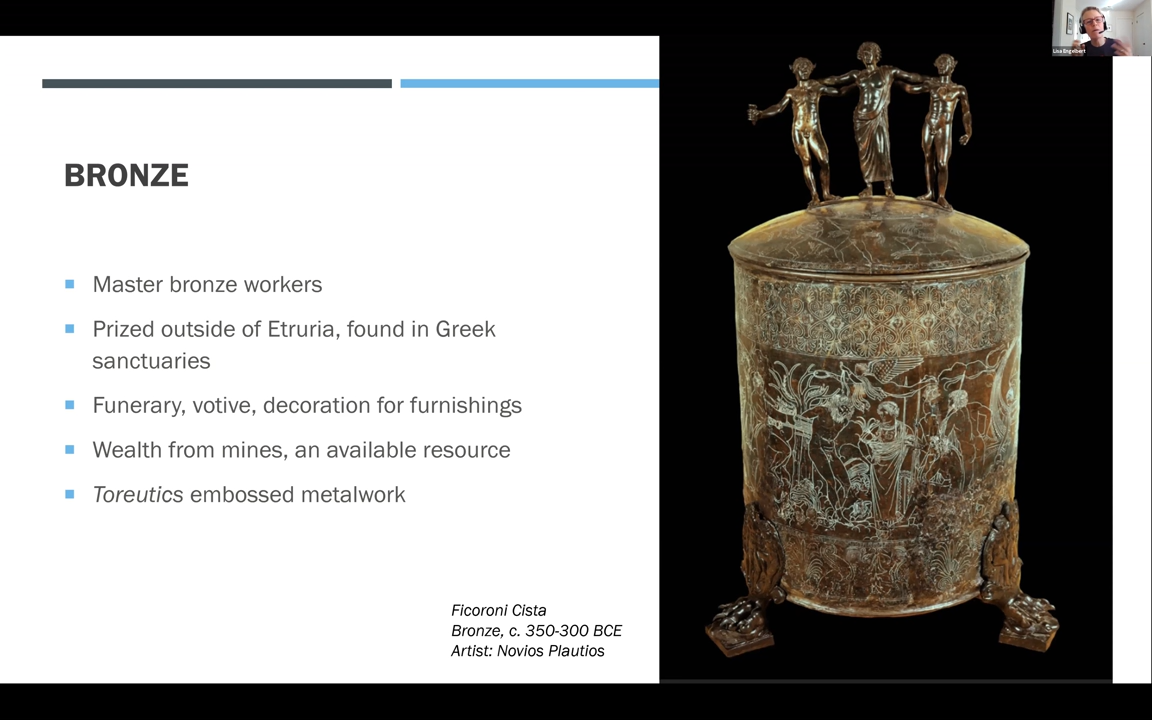 Lisa Engelbert
BRONZE
Master bronze workers
Prized outside of Etruria, found in Greek
sanctuaries
Funerary, votive, decoration for furnishings
Wealth from mines, an available resource
Toreutics embossed metalwork
Ficoroni Cista
Bronze, c. 350-300 BCE
Artist: Novios Plautios